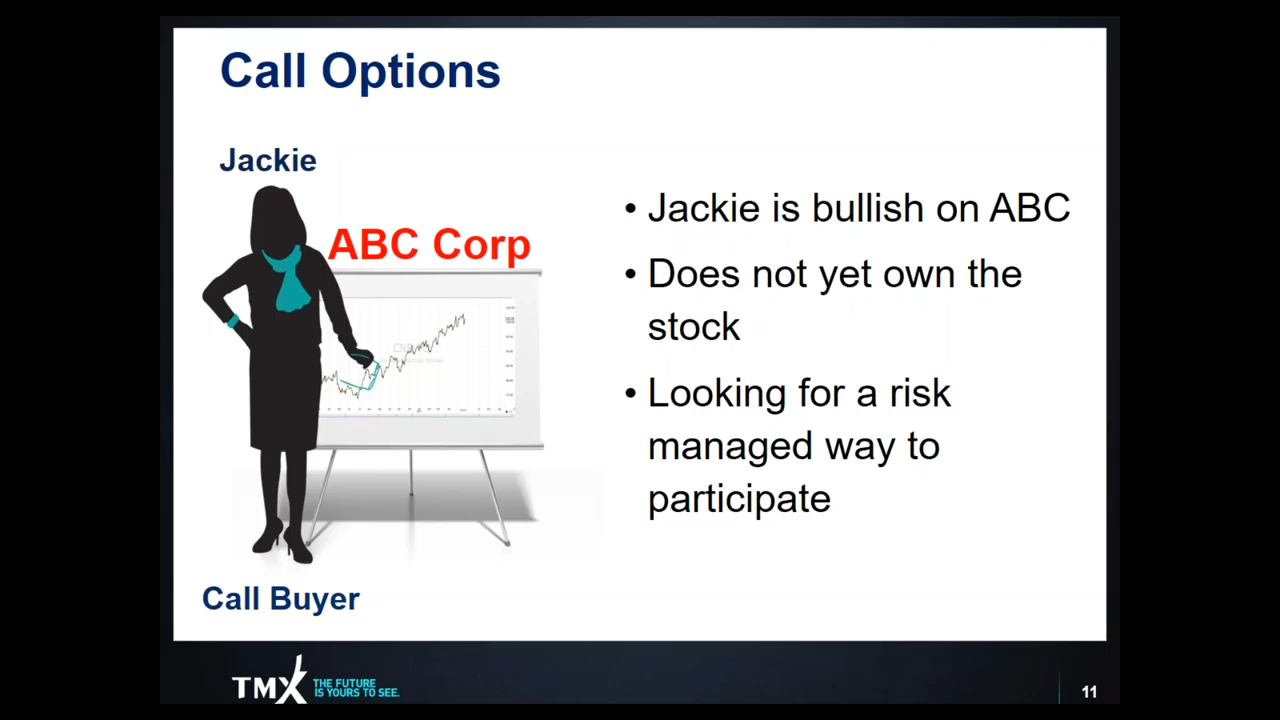 Call Options
Jackie
ABC Corp
• Jackie is bullish on ABC
• Does not yet own the
stock
• Looking for a risk
managed way to
participate
Call Buyer
TMX
THE FUTURE
IS YOURS TO SEE.
11